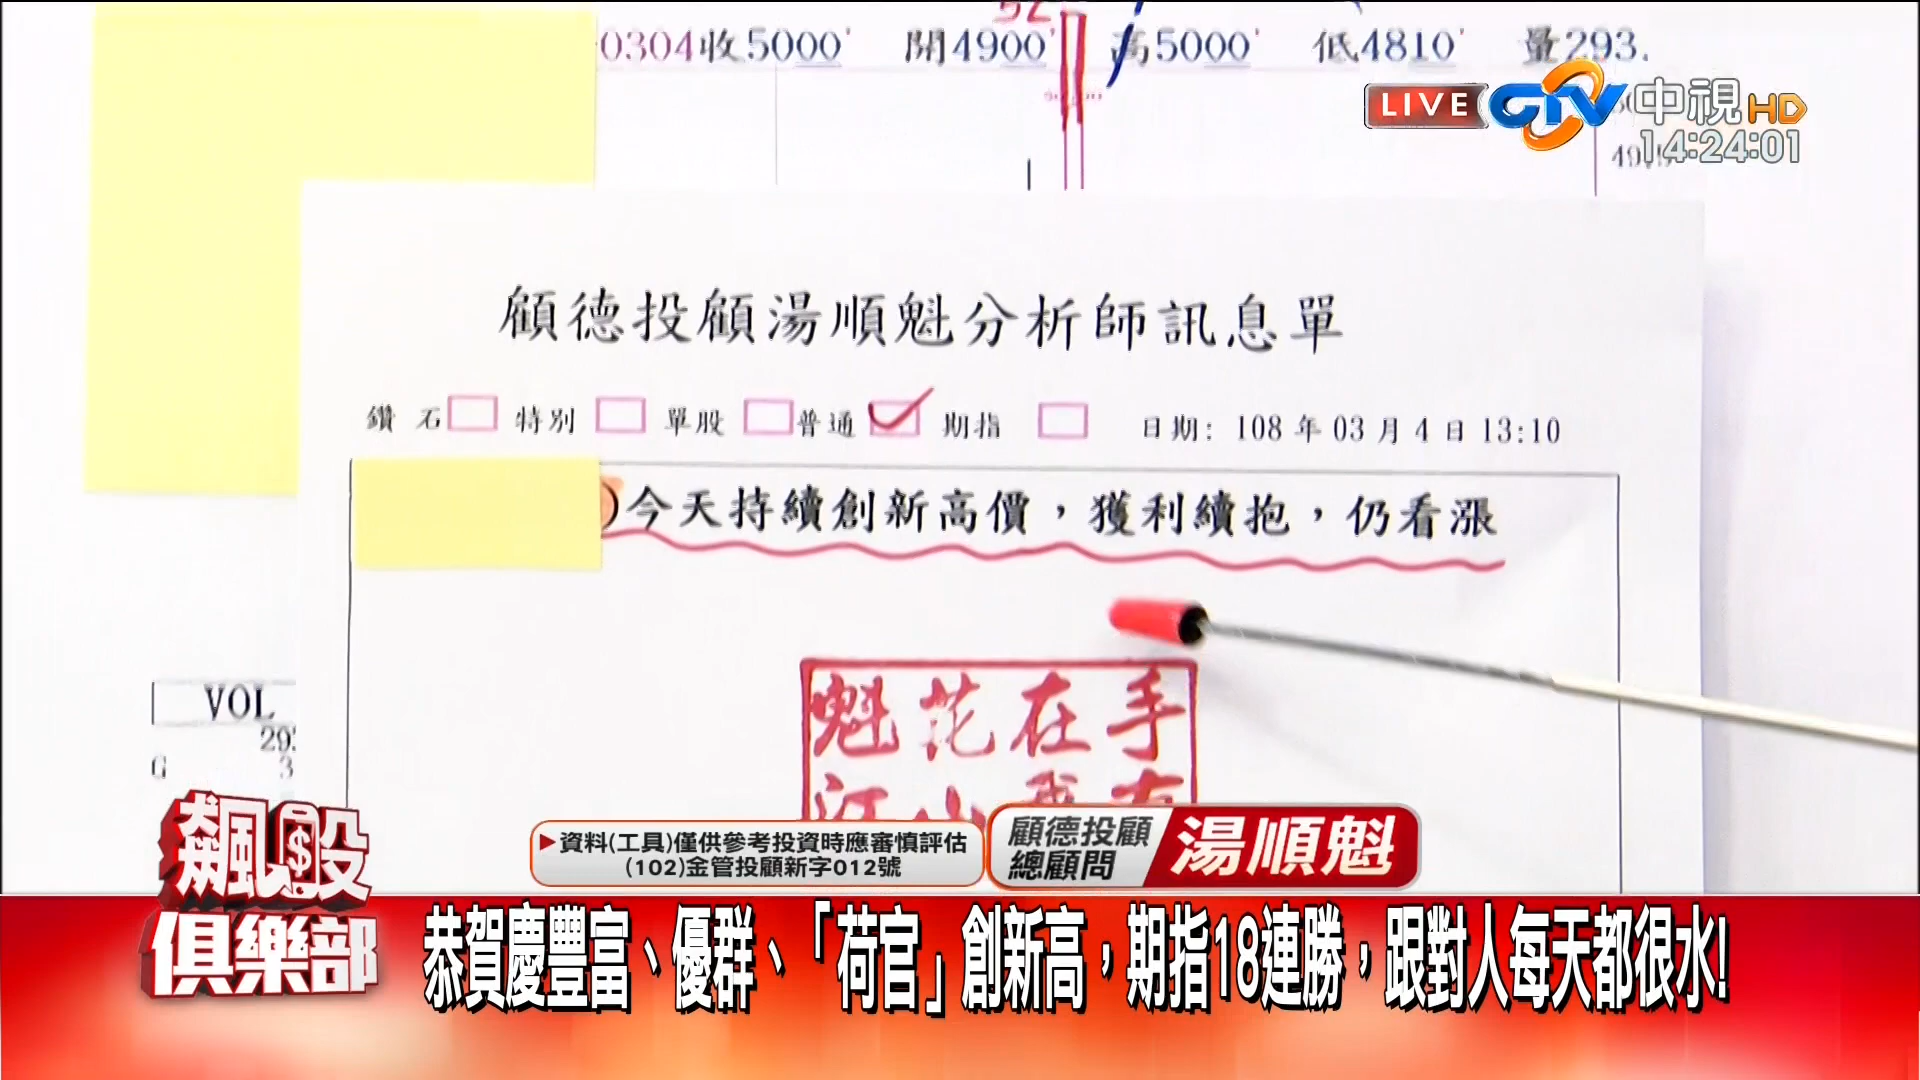 0304收5000' 開4900' 高5000' 低4810' 量293.
LIVE CTV中視HD
14:24:01
顧德投顧湯順魁分析師訊息單
鑽石 特別 單股 普通 期指 日期: 108年03月4日13:10
)今天持續創新高價，獲利續抱，仍看漲
魁花在手
VOL
G 3
飆股俱樂部
▶資料(工具)僅供參考投資時應審慎評估
(102)金管投顧新字012號
顧德投顧
總顧問
湯順魁
恭賀慶豐富、優群、「荷官」創新高，期指18連勝，跟對人每天都很水!